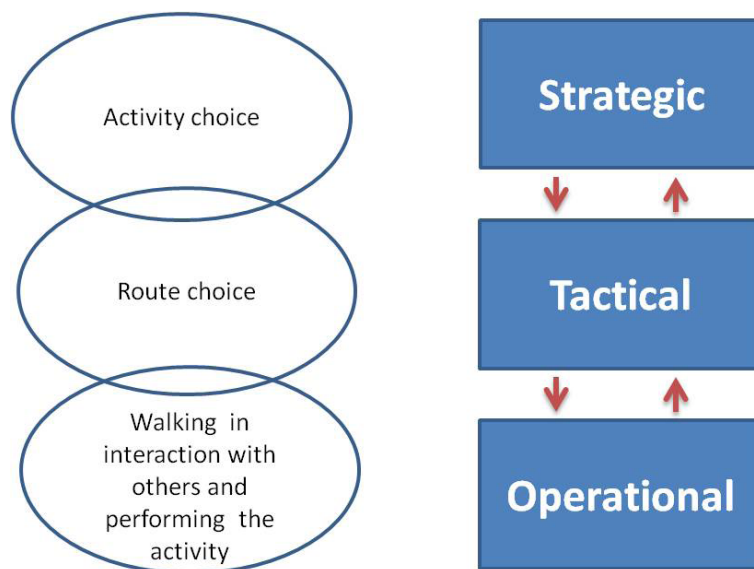 Activity choice
Strategic
Route choice
Tactical
Walking in
interaction with
others and
performing the
activity
Operational